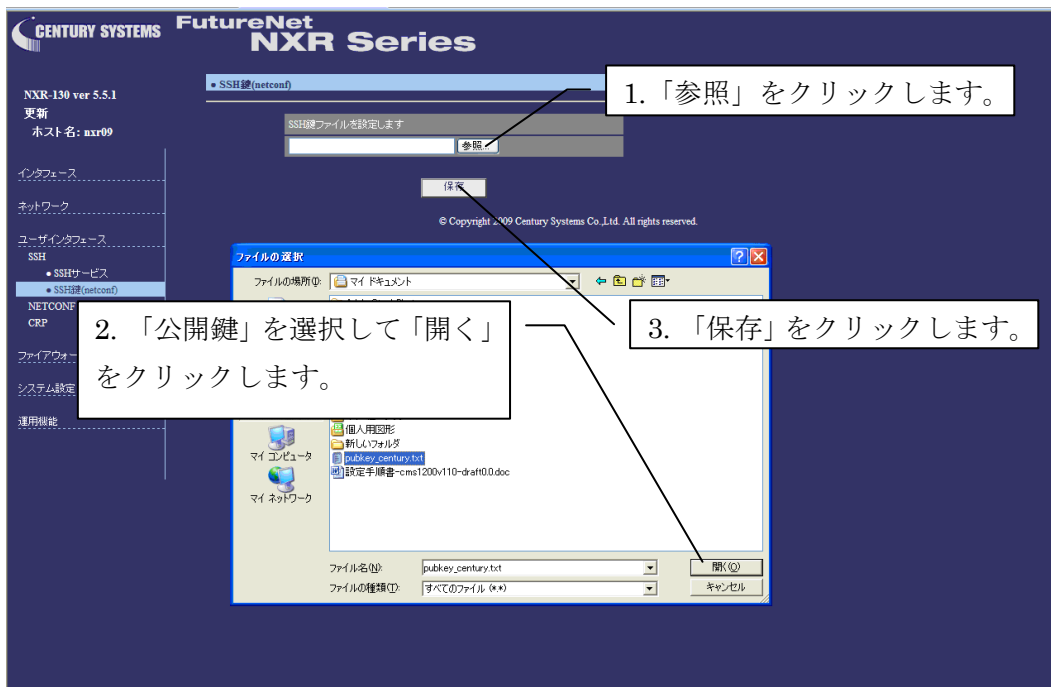 CENTURY SYSTEMS
FutureNet
NXR Series
NXR-130 ver 5.5.1
更新
ホスト名: nxr09
インタフェース
ネットワーク
ユーザインタフェース
SSH
● SSHサービス
● SSH鍵(netconf)
NETCONF
CRP
ファイアウォー
システム設定
運用機能
● SSH鍵(netconf)
1.「参照」をクリックします。
SSH鍵ファイルを設定します
参照...
保存
© Copyright 2009 Century Systems Co.,Ltd. All rights reserved.
ファイルの選択
ファイルの場所(I):
マイ ドキュメント
3. 「保存」をクリックします。
2. 「公開鍵」を選択して「開く」
をクリックします。
個人用図形
新しいフォルダ
pubkey_century.txt
設定手順書-cms1200v110-draft0.0.doc
マイ コンピュータ
マイ ネットワーク
ファイル名(N):
pubkey_century.txt
開く(O)
ファイルの種類(T):
すべてのファイル (*.*)
キャンセル